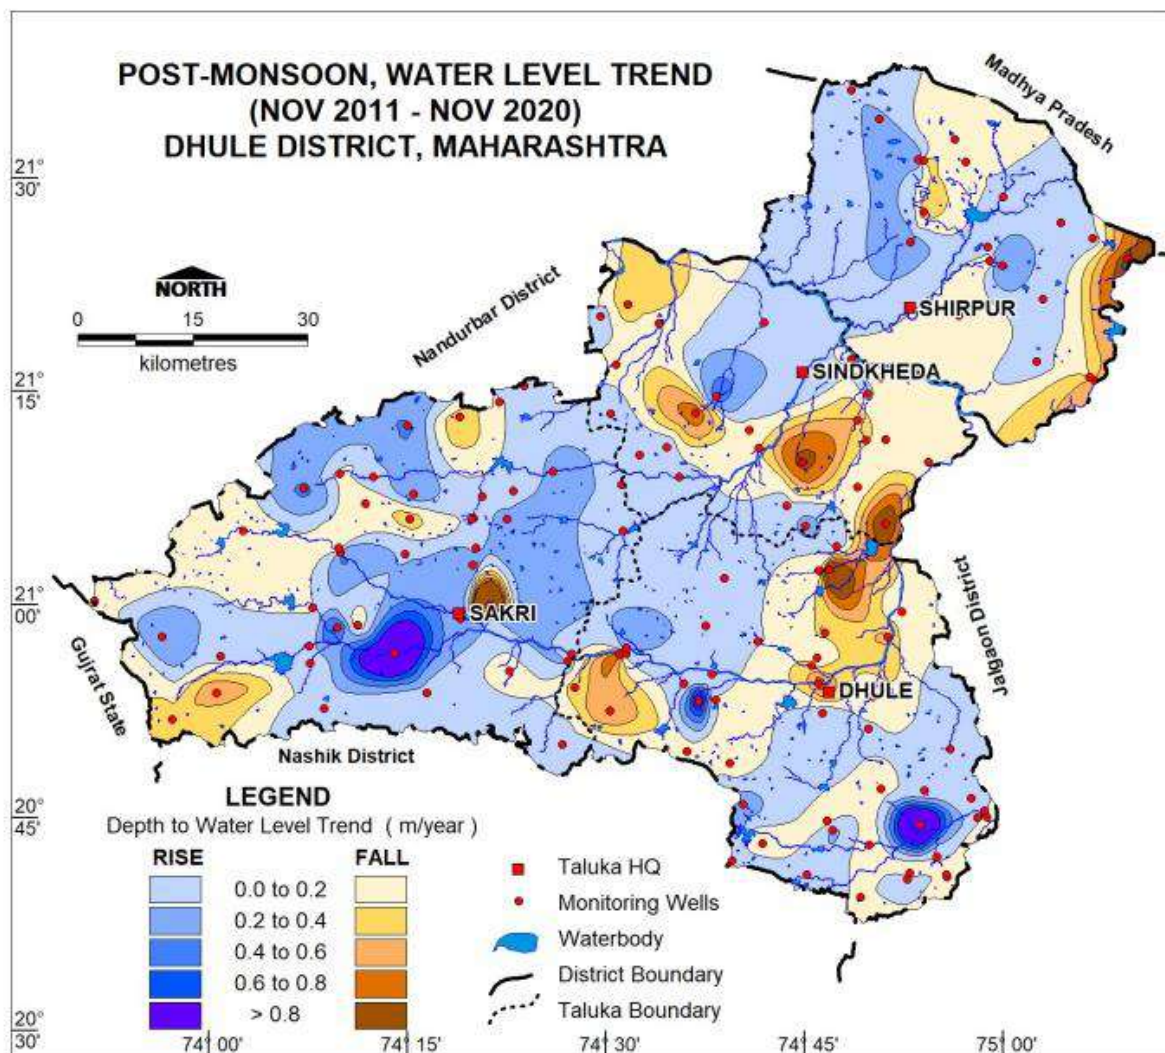 POST-MONSOON, WATER LEVEL TREND
(NOV 2011 - NOV 2020)
DHULE DISTRICT, MAHARASHTRA
Madhya Pradesh
21°
30'
NORTH
0 15 30
kilometres
Nandurbar District
SHIRPUR
SINDKHEDA
21°
15'
21°
00'
SAKRI
Gujrat State
Jalgaon District
DHULE
Nashik District
LEGEND
Depth to Water Level Trend ( m/year )
RISE FALL
0.0 to 0.2
0.2 to 0.4
0.4 to 0.6
0.6 to 0.8
> 0.8
Taluka HQ
Monitoring Wells
Waterbody
District Boundary
Taluka Boundary
20°
45'
20°
30'
74° 00' 74° 15' 74° 30' 74° 45' 75° 00'